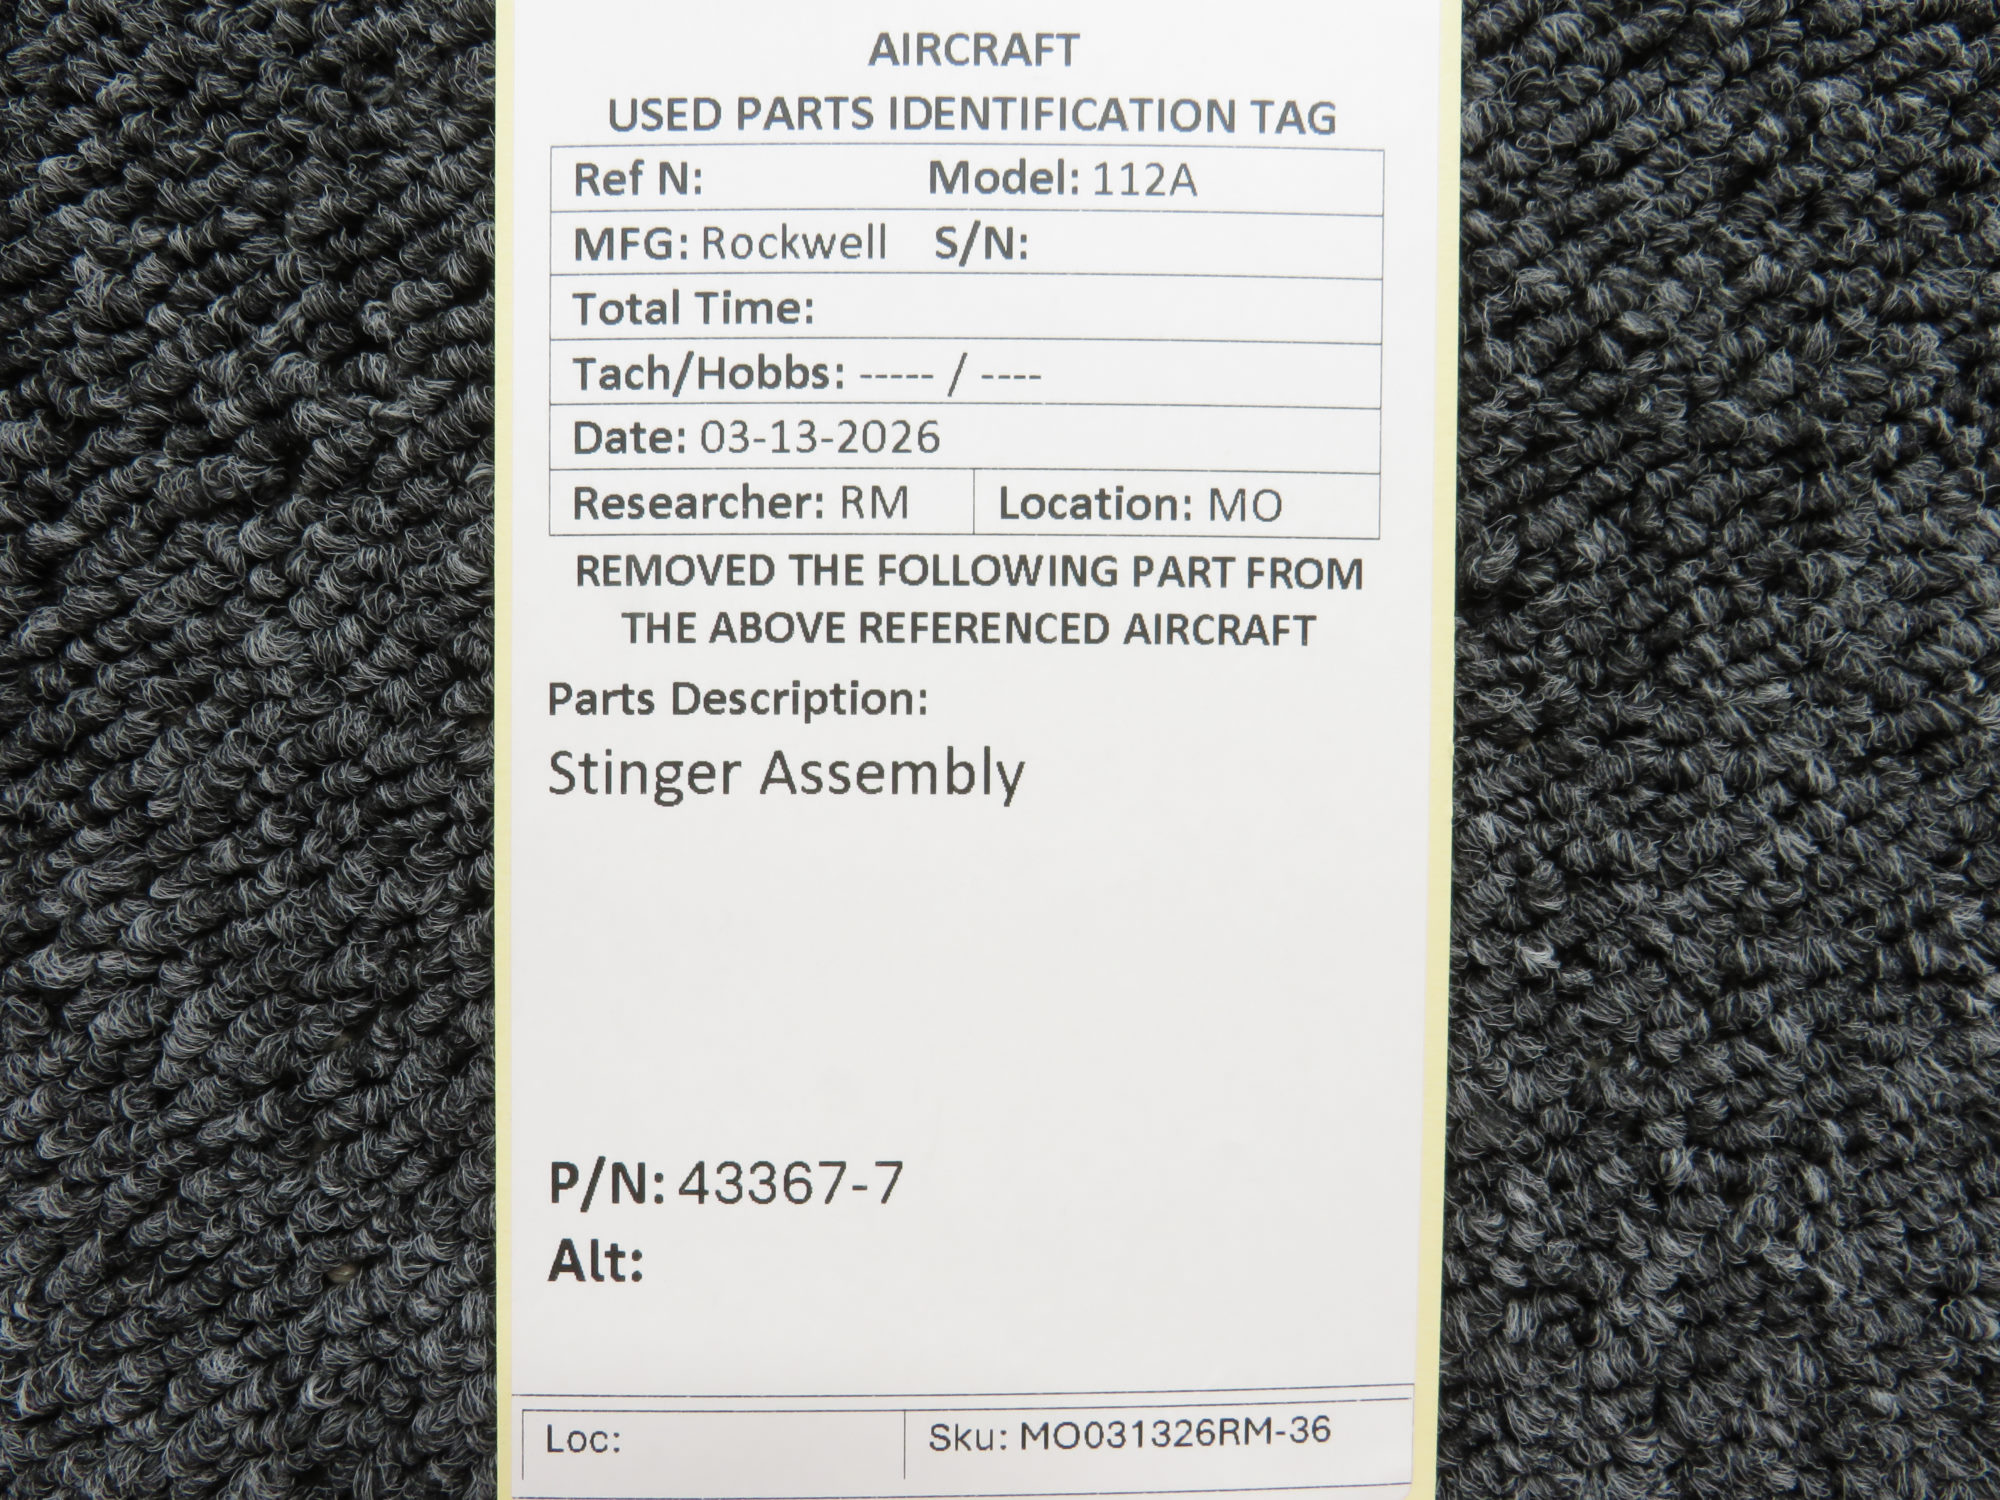 AIRCRAFT
USED PARTS IDENTIFICATION TAG
Ref N: Model: 112A
MFG: Rockwell S/N:
Total Time:
Tach/Hobbs: ----- / ----
Date: 03-13-2026
Researcher: RM Location: MO
REMOVED THE FOLLOWING PART FROM
THE ABOVE REFERENCED AIRCRAFT
Parts Description:
Stinger Assembly
P/N: 43367-7
Alt:
Loc: Sku: MO031326RM-36